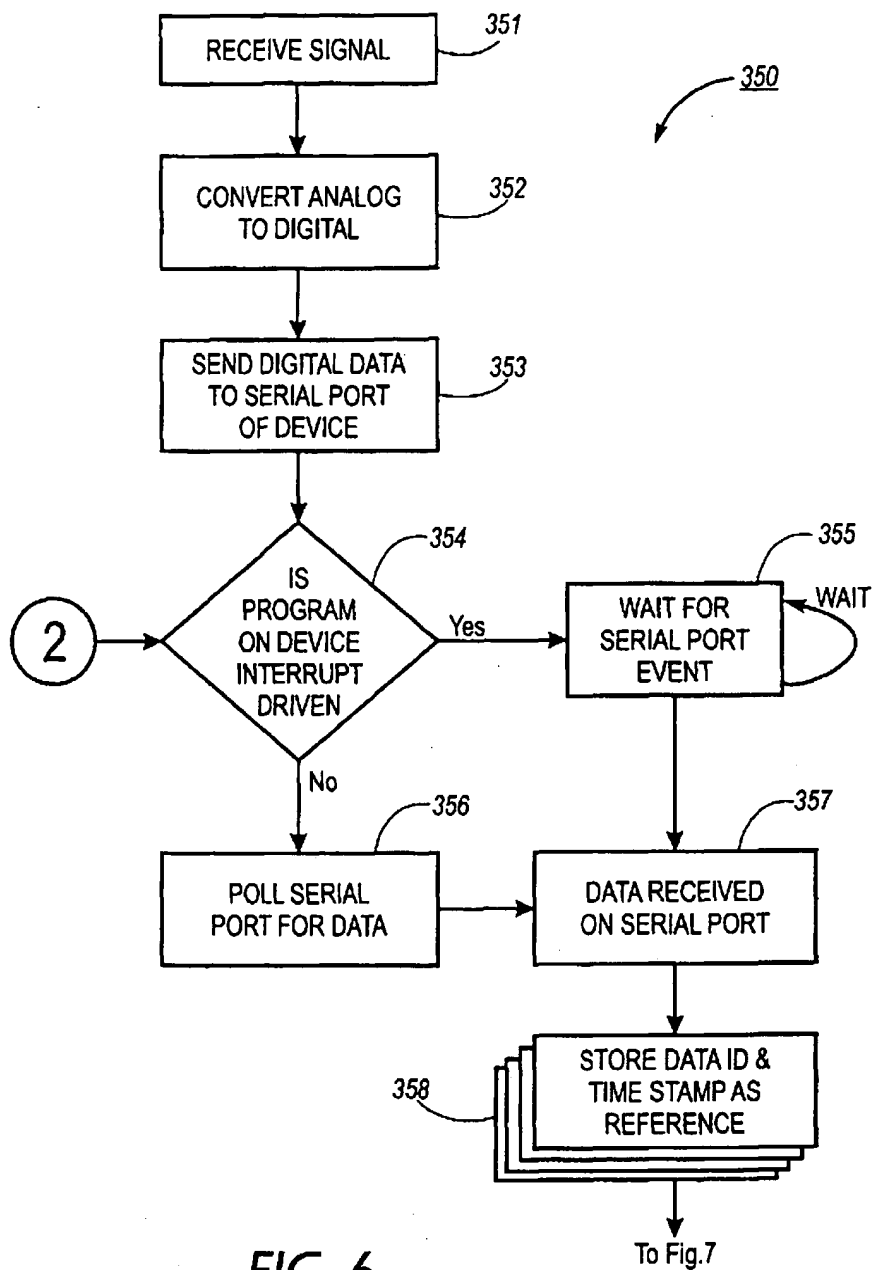 RECEIVE SIGNAL
351
350
CONVERT ANALOG
TO DIGITAL
352
SEND DIGITAL DATA
TO SERIAL PORT
OF DEVICE
353
354
IS
PROGRAM
ON DEVICE
INTERRUPT
DRIVEN
2
Yes
No
355
WAIT FOR
SERIAL PORT
EVENT
WAIT
356
POLL SERIAL
PORT FOR DATA
357
DATA RECEIVED
ON SERIAL PORT
358
STORE DATA ID &
TIME STAMP AS
REFERENCE
To Fig.7
FIG. 6